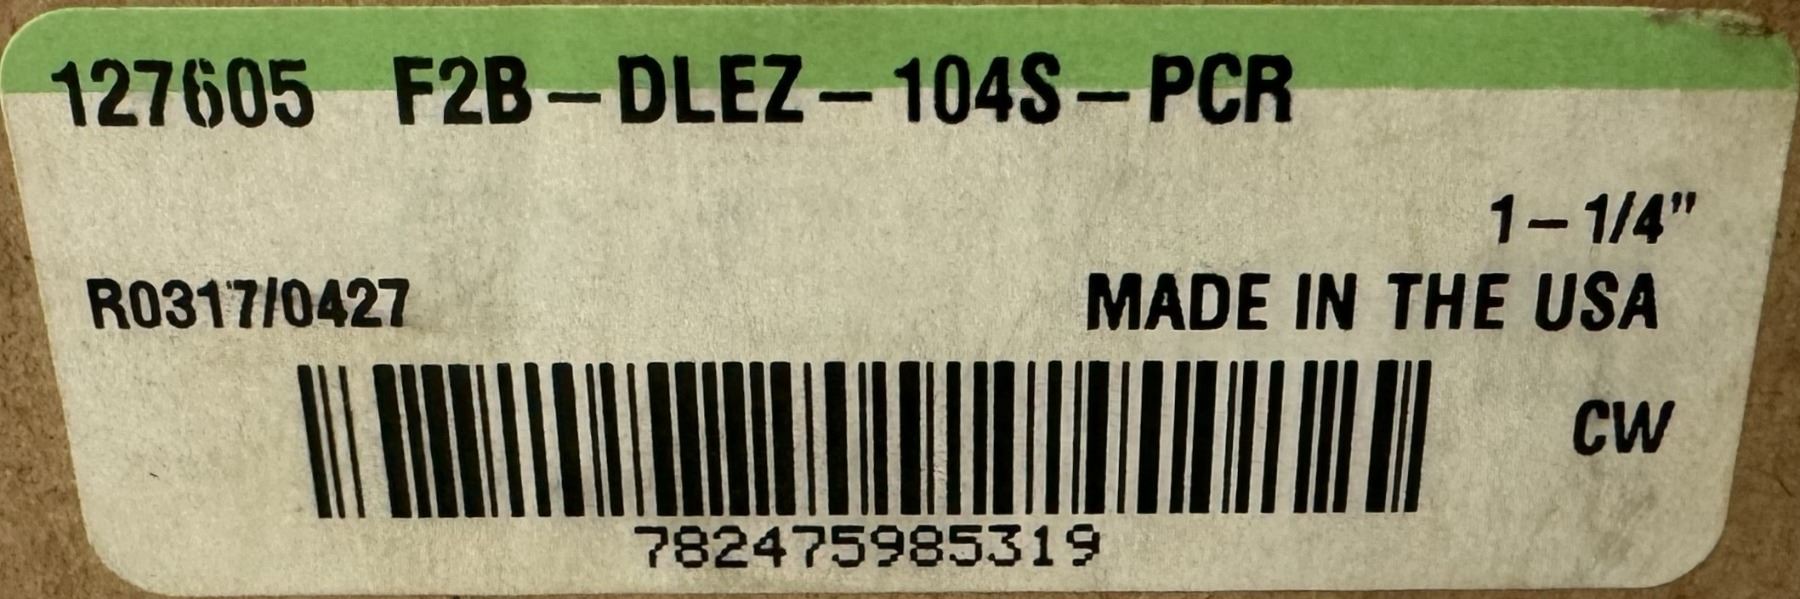 127605 F2B-DLEZ-104S-PCR
1-1/4"
R0317/0427 MADE IN THE USA
CW
782475985319